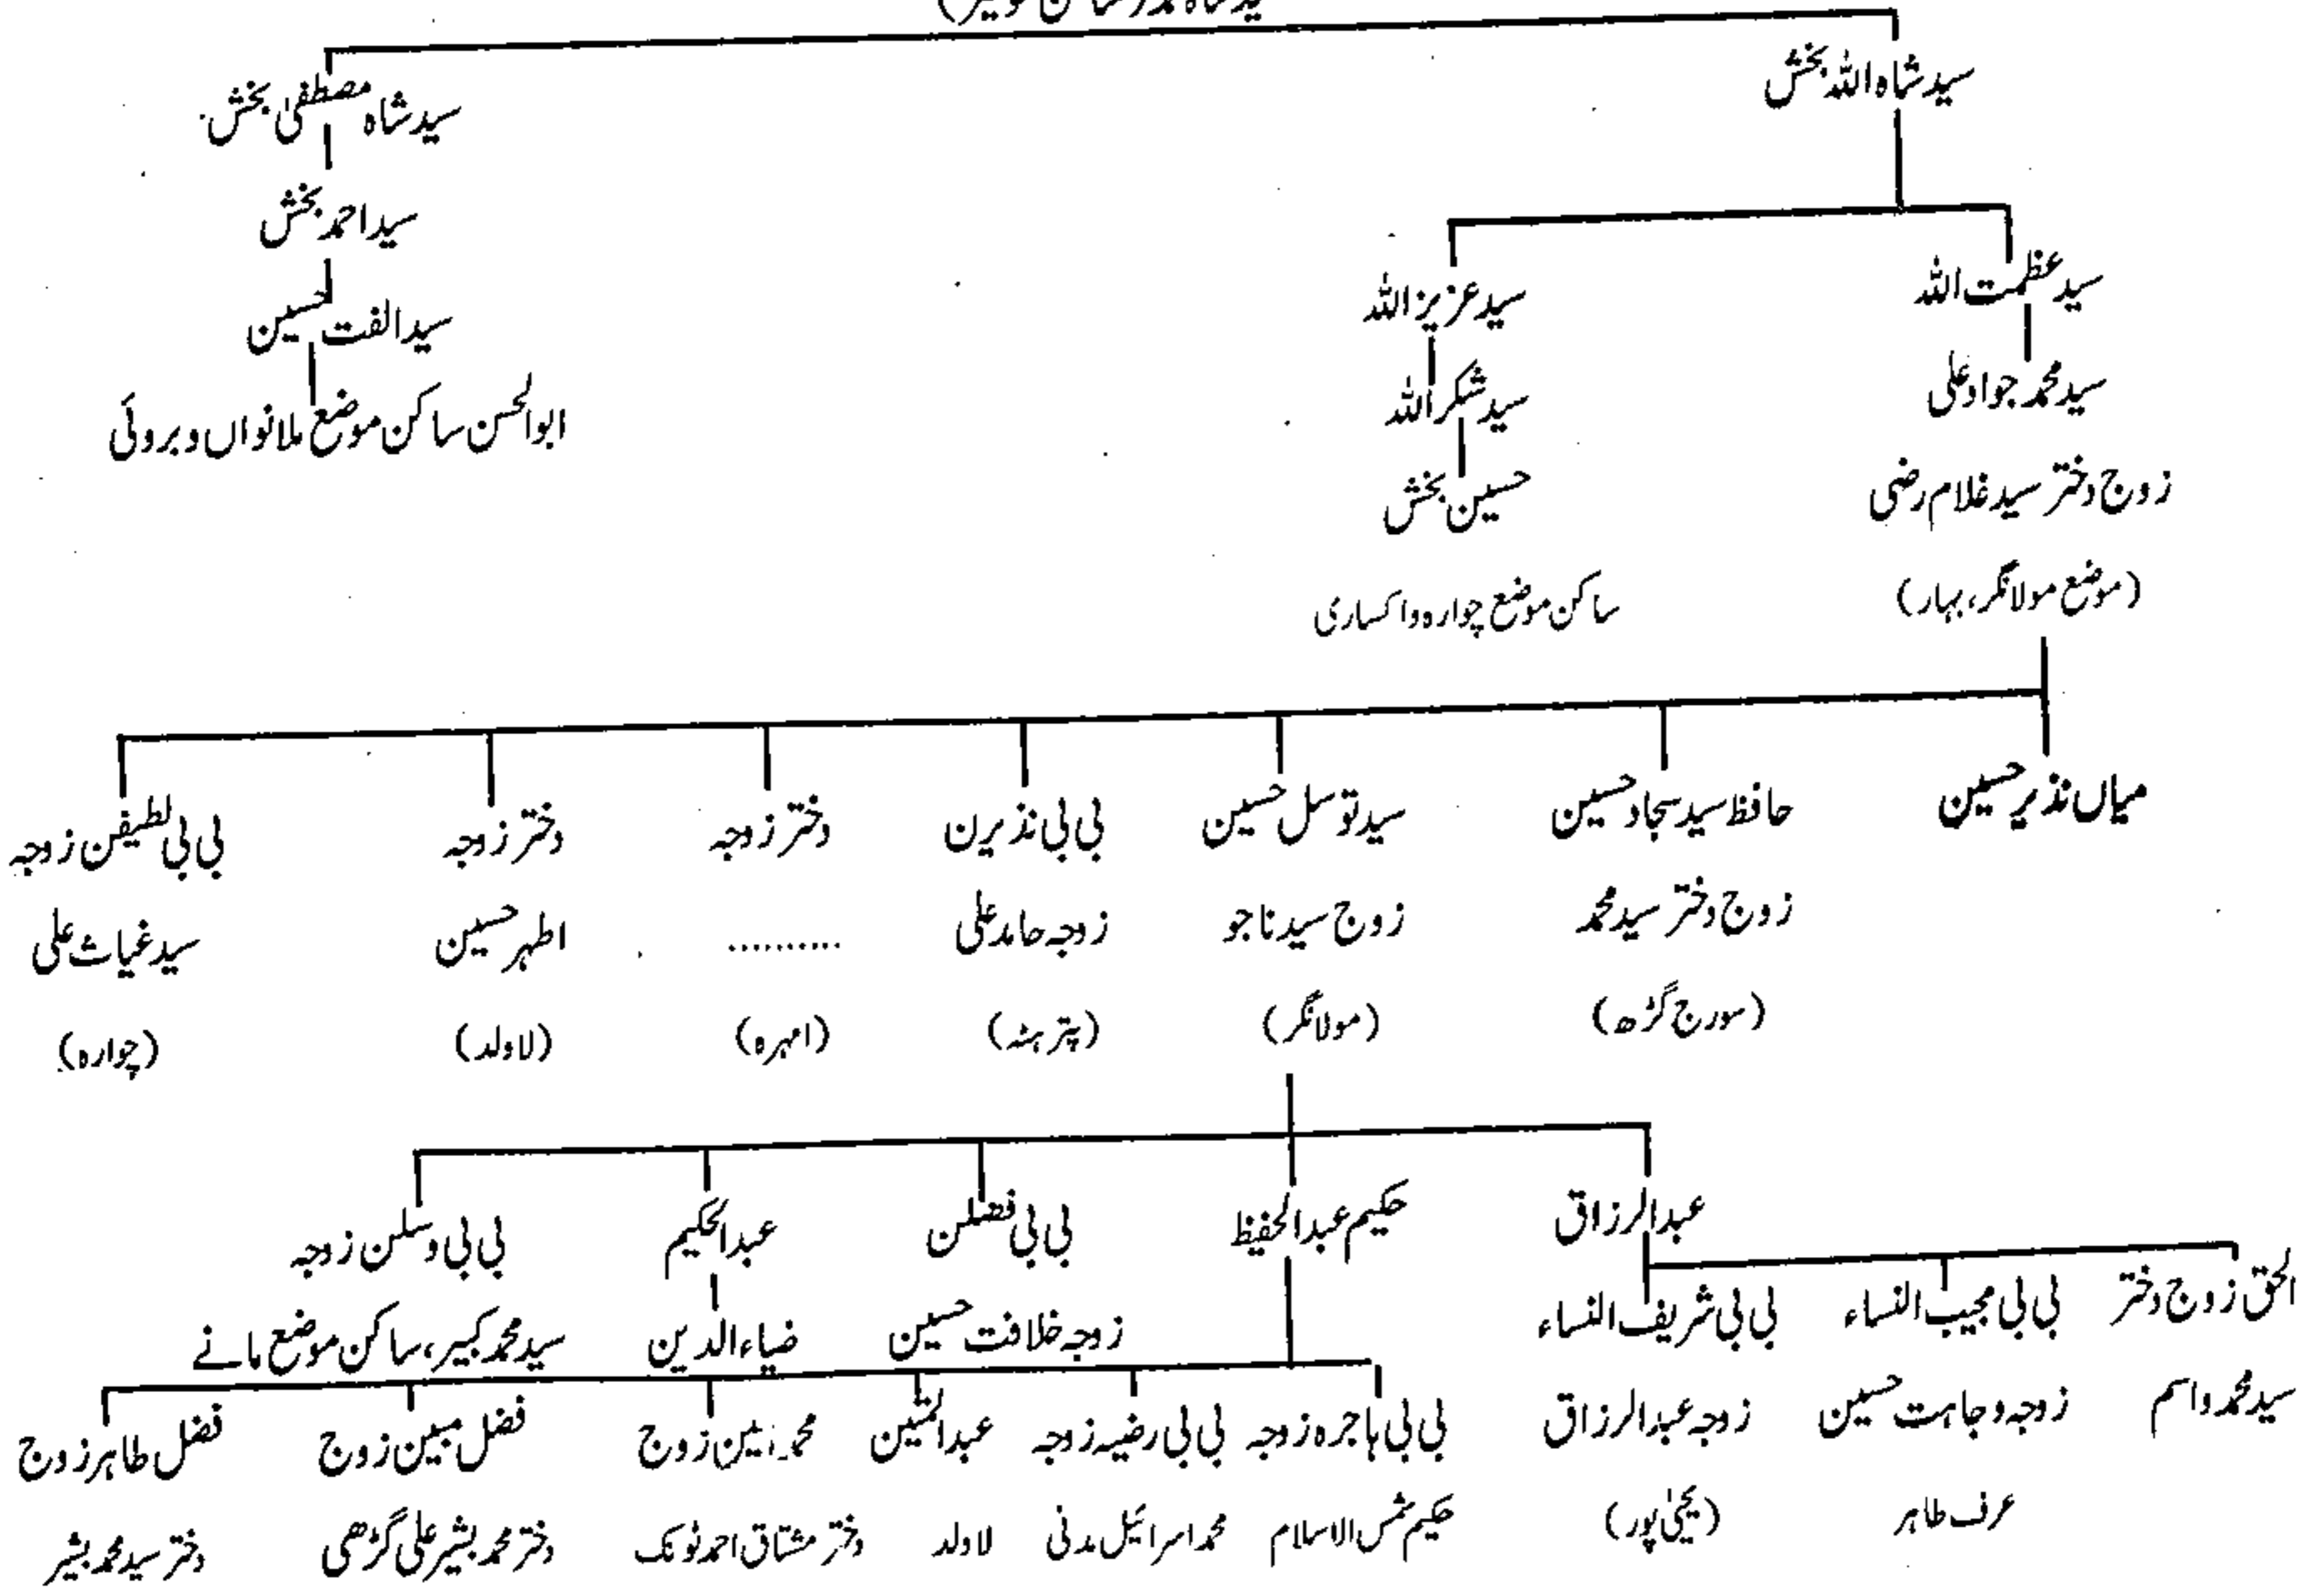 سید شاہ اللہ بخش
سید شاہ مصطفیٰ بخش
سید احمد بخش
سید عظمت اللہ
سید عزیز اللہ
سید الفت حسین
سید محمد جواد علی
سید شکر اللہ
ابوالحسن ساکن موضع ملانواں وبروئی
زوج دختر سید غلام رضی
حسین بخش
(موضع مولانگر، بہار)
ساکن موضع چوارہ واکساری
میاں نذیر حسین
حافظ سید سجاد حسین
سید توسل حسین
بی بی نذیرن
دختر زوجہ
دختر زوجہ
بی بی لطیفن زوجہ
زوج دختر سید محمد
زوج سید ناجو
زوجہ حامد علی
..........
اطہر حسین
سید غیاث علی
(سورج گڑھ)
(مولانگر)
(پتر ہٹہ)
(امہرہ)
(لاولد)
(چوارہ)
عبدالرزاق
حکیم عبدالحفیظ
بی بی فضلن
عبدالحکیم
بی بی وسلن زوجہ
الحق زوج دختر
بی بی مجیب النساء
بی بی شریف النساء
زوجہ خلافت حسین
ضیاء الدین
سید محمد کبیر، ساکن موضع مانے
سید محمد واسم
زوجہ وجاہت حسین
زوجہ عبدالرزاق
بی بی ہاجرہ زوجہ
بی بی رضیہ زوجہ
عبدالمتین
محمد زوج
فضل مبین زوج
فضل طاہر زوج
عرف طاہر
(یحییٰ پور)
حکیم شمس الاسلام
محمد اسرائیل مدنی
لاولد
دختر مشتاق احمد ٹونک
دختر محمد بشیر علی گڑھی
دختر سید محمد بشیر